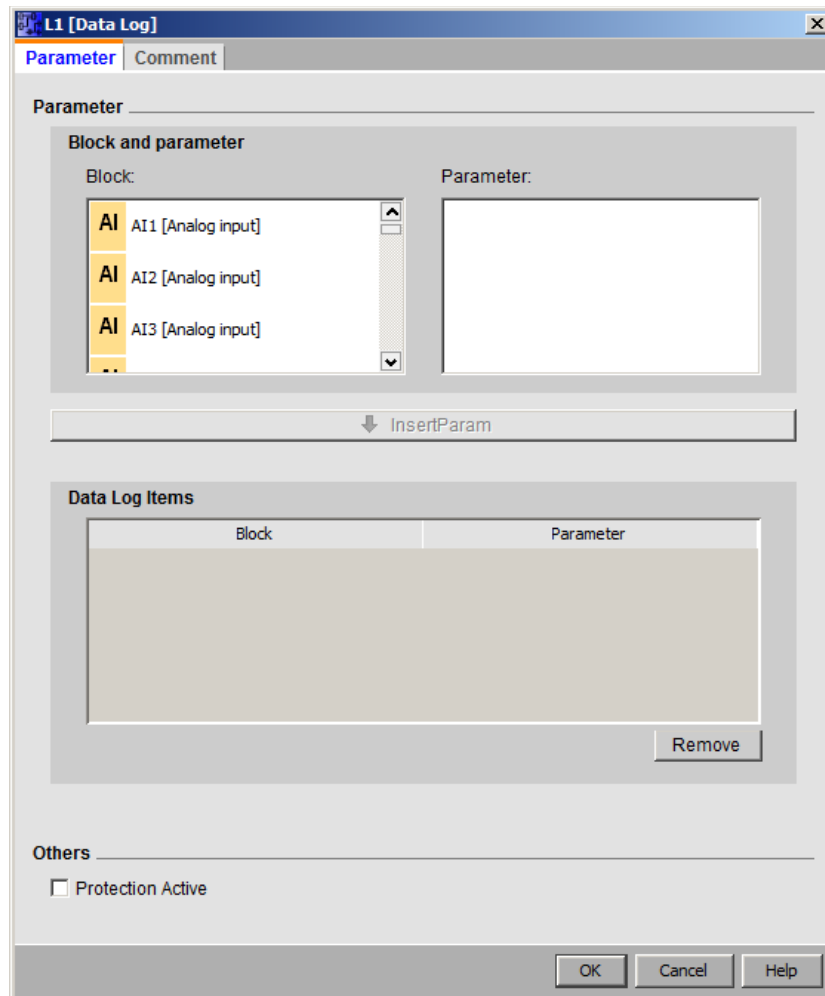 L1 [Data Log]
Parameter Comment
Parameter
Block and parameter
Block: Parameter:
AI AI1 [Analog input]
AI AI2 [Analog input]
AI AI3 [Analog input]
InsertParam
Data Log Items
Block Parameter
Remove
Others
Protection Active
OK Cancel Help